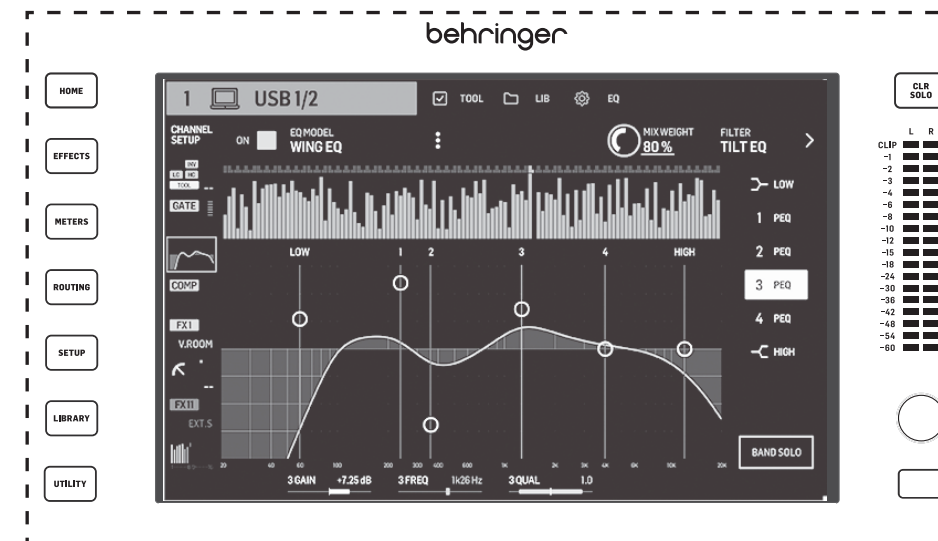 behringer
HOME
EFFECTS
METERS
ROUTING
SETUP
LIBRARY
UTILITY
1 USB 1/2
TOOL LIB EQ
CHANNEL
SETUP
ON
EQ MODEL
WING EQ
MIX WEIGHT
80 %
FILTER
TILT EQ
INV
LC HC
TOOL --
GATE
COMP
FX I
V.ROOM
--
FX II
EXT.S
LOW 1 2 3 4 HIGH
LOW
1 PEQ
2 PEQ
3 PEQ
4 PEQ
HIGH
BAND SOLO
20 40 60 100 200 300 400 600 1K 2K 3K 4K 6K 10K 20K
3 GAIN +7.25 dB
3 FREQ 1k26 Hz
3 QUAL 1.0
CLR
SOLO
L R
CLIP
-1
-2
-3
-4
-6
-8
-10
-12
-15
-18
-24
-30
-36
-42
-48
-54
-60